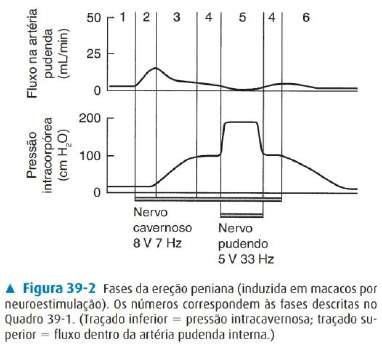 1 2 3 4 5 4 6
Fluxo na artéria
pudenda
(mL/min)
50
25
0
Pressão
intracorpórea
(cm H2O)
200
100
0
Nervo
cavernoso
8 V 7 Hz
Nervo
pudendo
5 V 33 Hz
▲ Figura 39-2 Fases da ereção peniana (induzida em macacos por
neuroestimulação). Os números correspondem às fases descritas no
Quadro 39-1. (Traçado inferior = pressão intracavernosa; traçado su-
perior = fluxo dentro da artéria pudenda interna.)